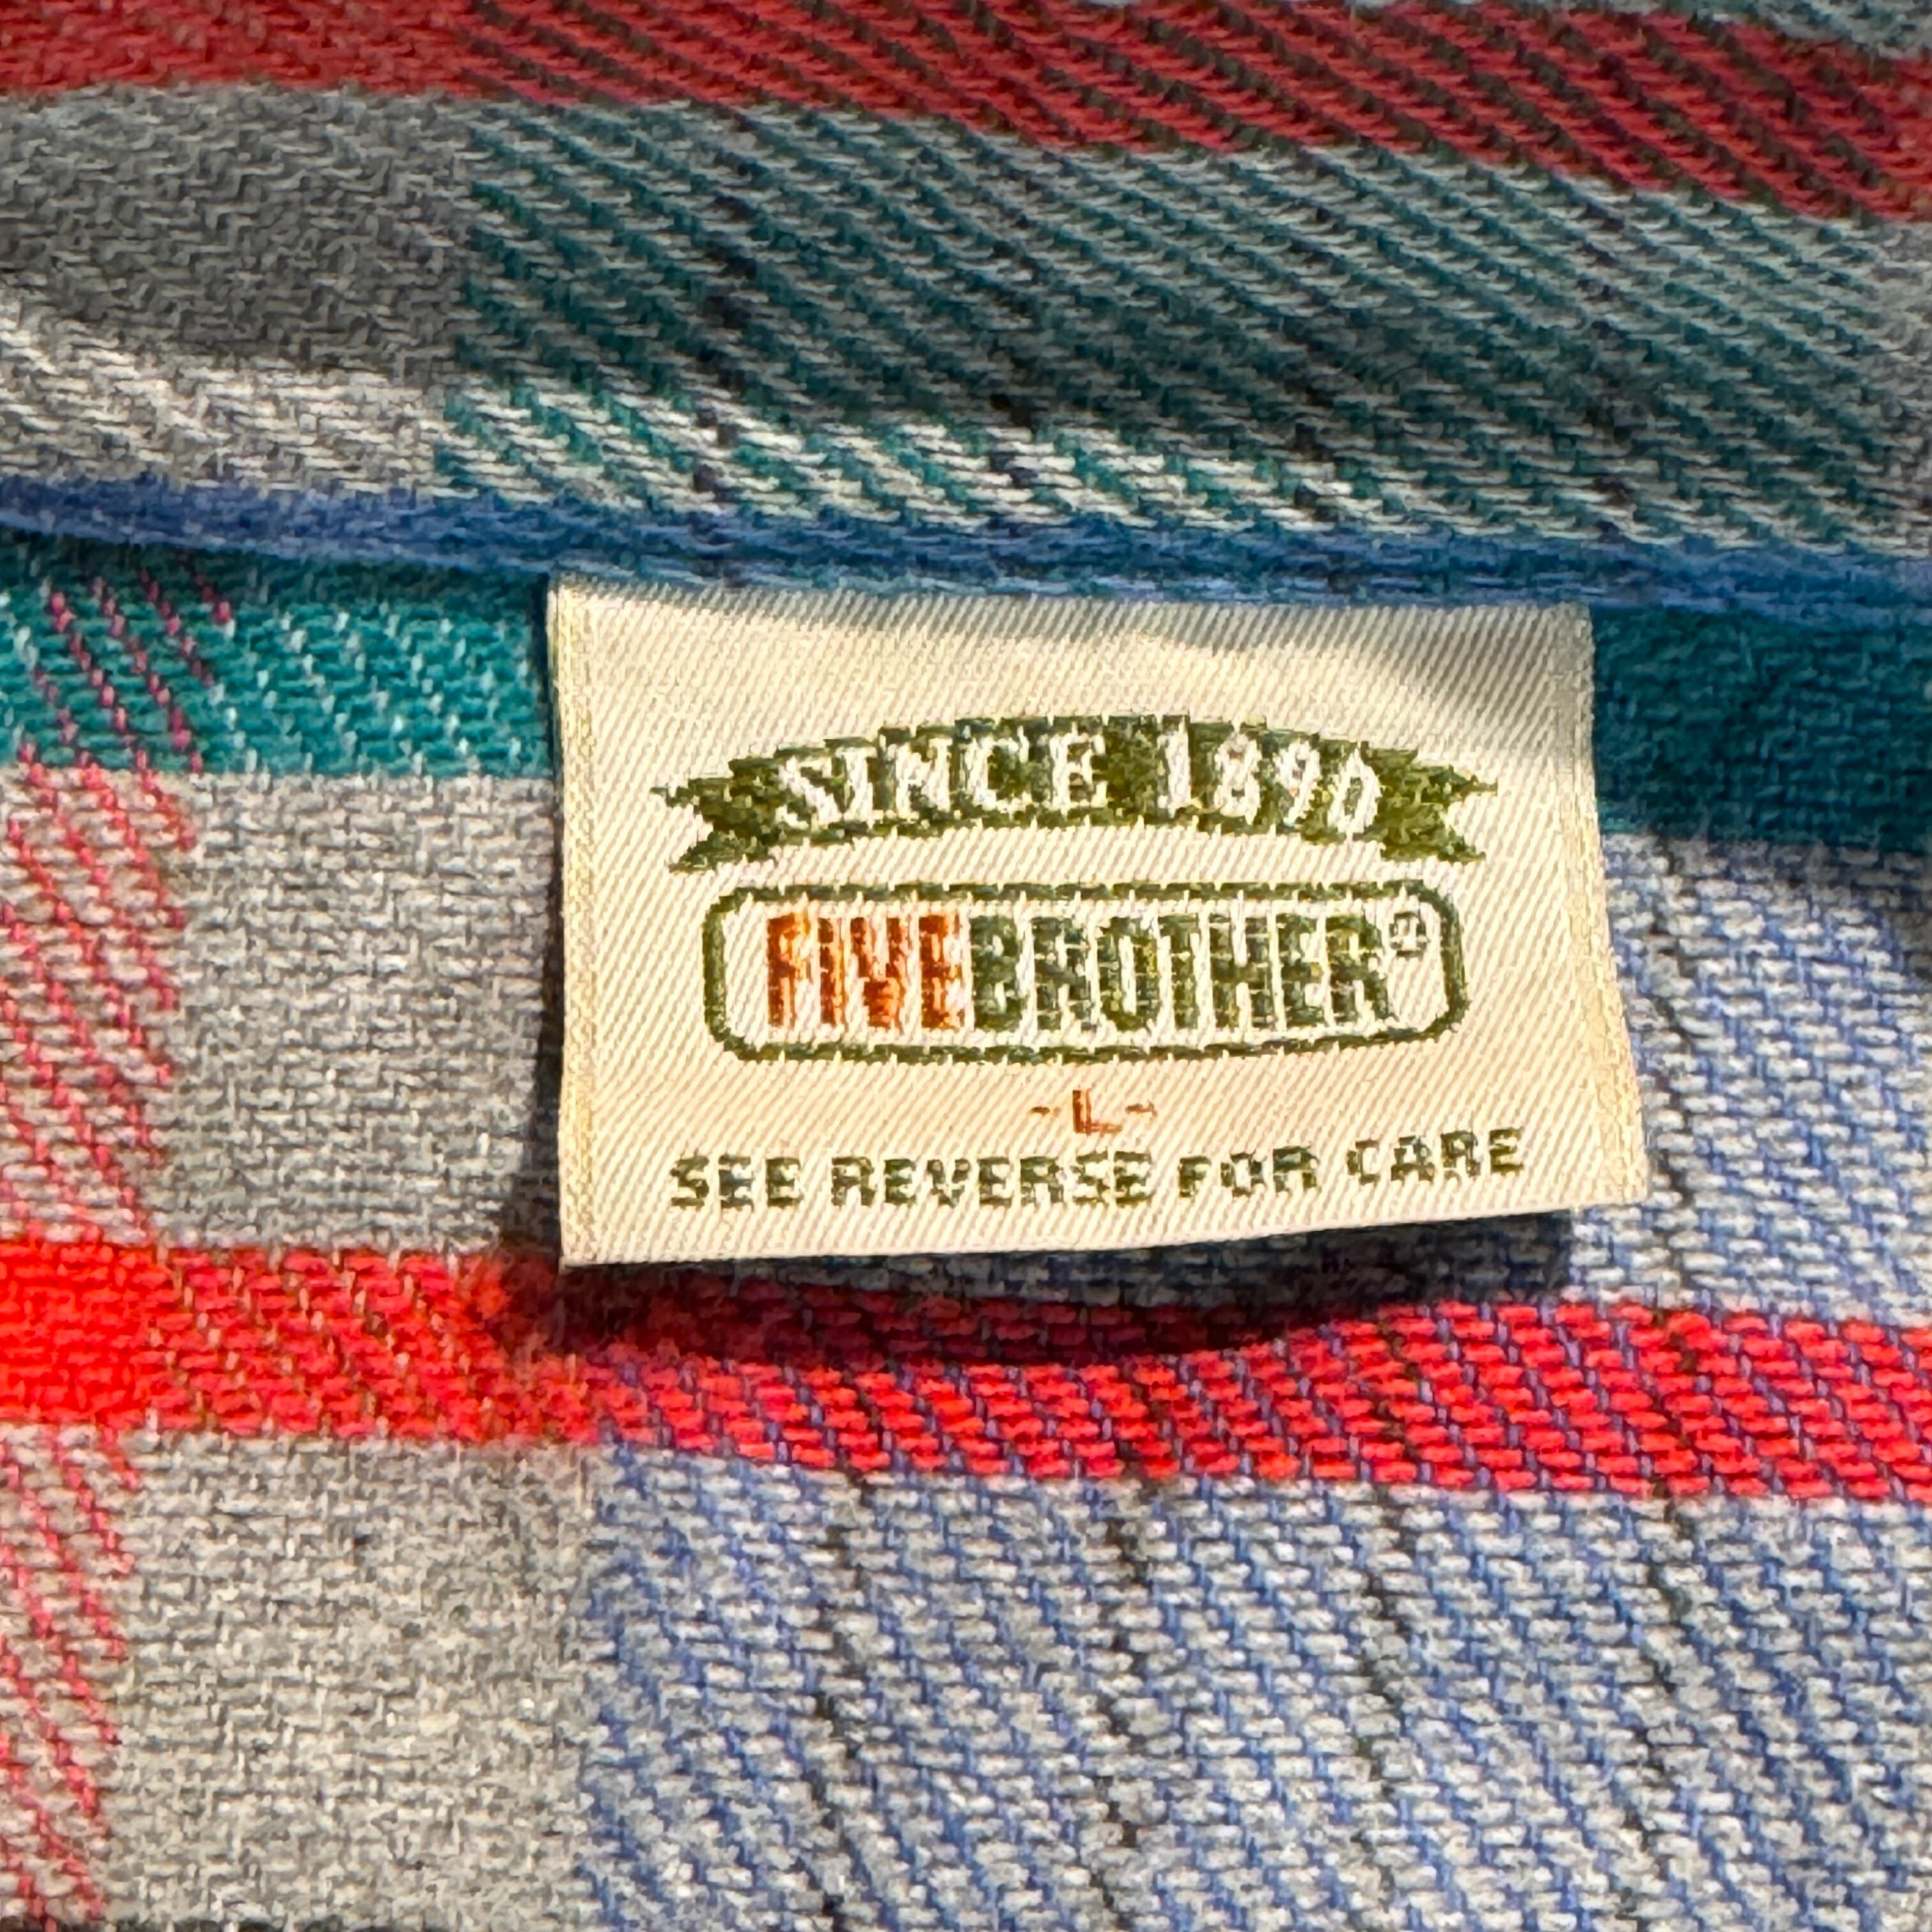 SINCE 1890
FIVEBROTHER®
-L-
SEE REVERSE FOR CARE